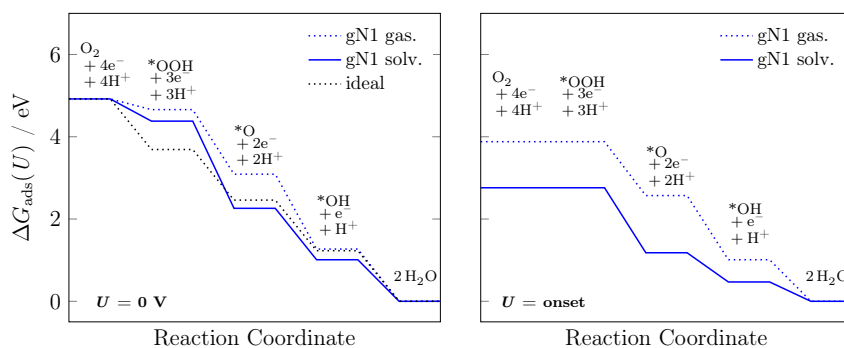 ΔG_ads(U) / eV
6
4
2
0
O₂
+ 4e⁻
+ 4H⁺
*OOH
+ 3e⁻
+ 3H⁺
*O
+ 2e⁻
+ 2H⁺
*OH
+ e⁻
+ H⁺
2 H₂O
gN1 gas.
gN1 solv.
ideal
U = 0 V
Reaction Coordinate
O₂
+ 4e⁻
+ 4H⁺
*OOH
+ 3e⁻
+ 3H⁺
*O
+ 2e⁻
+ 2H⁺
*OH
+ e⁻
+ H⁺
2 H₂O
gN1 gas.
gN1 solv.
U = onset
Reaction Coordinate